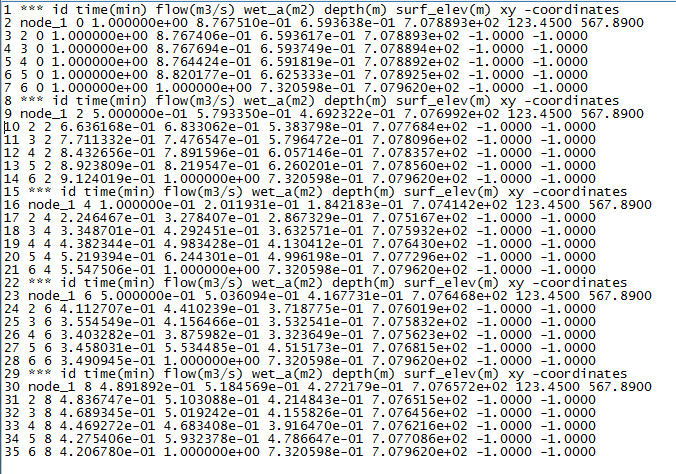 1 *** id time(min) flow(m3/s) wet_a(m2) depth(m) surf_elev(m) xy -coordinates
2 node_1 0 1.000000e+00 8.767510e-01 6.593638e-01 7.078893e+02 123.4500 567.8900
3 2 0 1.000000e+00 8.767406e-01 6.593617e-01 7.078893e+02 -1.0000 -1.0000
4 3 0 1.000000e+00 8.767694e-01 6.593749e-01 7.078894e+02 -1.0000 -1.0000
5 4 0 1.000000e+00 8.764424e-01 6.591819e-01 7.078892e+02 -1.0000 -1.0000
6 5 0 1.000000e+00 8.820177e-01 6.625333e-01 7.078925e+02 -1.0000 -1.0000
7 6 0 1.000000e+00 1.000000e+00 7.320598e-01 7.079620e+02 -1.0000 -1.0000
8 *** id time(min) flow(m3/s) wet_a(m2) depth(m) surf_elev(m) xy -coordinates
9 node_1 2 5.000000e-01 5.793350e-01 4.692322e-01 7.076992e+02 123.4500 567.8900
10 2 2 6.636168e-01 6.833062e-01 5.383798e-01 7.077684e+02 -1.0000 -1.0000
11 3 2 7.711332e-01 7.476547e-01 5.796472e-01 7.078096e+02 -1.0000 -1.0000
12 4 2 8.432656e-01 7.891596e-01 6.057146e-01 7.078357e+02 -1.0000 -1.0000
13 5 2 8.923809e-01 8.219547e-01 6.260201e-01 7.078560e+02 -1.0000 -1.0000
14 6 2 9.124019e-01 1.000000e+00 7.320598e-01 7.079620e+02 -1.0000 -1.0000
15 *** id time(min) flow(m3/s) wet_a(m2) depth(m) surf_elev(m) xy -coordinates
16 node_1 4 1.000000e-01 2.011931e-01 1.842183e-01 7.074142e+02 123.4500 567.8900
17 2 4 2.246467e-01 3.278407e-01 2.867329e-01 7.075167e+02 -1.0000 -1.0000
18 3 4 3.348701e-01 4.292451e-01 3.632571e-01 7.075932e+02 -1.0000 -1.0000
19 4 4 4.382344e-01 4.983428e-01 4.130412e-01 7.076430e+02 -1.0000 -1.0000
20 5 4 5.219394e-01 6.244301e-01 4.996198e-01 7.077296e+02 -1.0000 -1.0000
21 6 4 5.547506e-01 1.000000e+00 7.320598e-01 7.079620e+02 -1.0000 -1.0000
22 *** id time(min) flow(m3/s) wet_a(m2) depth(m) surf_elev(m) xy -coordinates
23 node_1 6 5.000000e-01 5.036094e-01 4.167731e-01 7.076468e+02 123.4500 567.8900
24 2 6 4.112707e-01 4.410239e-01 3.718775e-01 7.076019e+02 -1.0000 -1.0000
25 3 6 3.554549e-01 4.156466e-01 3.532541e-01 7.075832e+02 -1.0000 -1.0000
26 4 6 3.403282e-01 3.875982e-01 3.323649e-01 7.075623e+02 -1.0000 -1.0000
27 5 6 3.458031e-01 5.534485e-01 4.515173e-01 7.076815e+02 -1.0000 -1.0000
28 6 6 3.490945e-01 1.000000e+00 7.320598e-01 7.079620e+02 -1.0000 -1.0000
29 *** id time(min) flow(m3/s) wet_a(m2) depth(m) surf_elev(m) xy -coordinates
30 node_1 8 4.891892e-01 5.184569e-01 4.272179e-01 7.076572e+02 123.4500 567.8900
31 2 8 4.836747e-01 5.103088e-01 4.214843e-01 7.076515e+02 -1.0000 -1.0000
32 3 8 4.689345e-01 5.019242e-01 4.155826e-01 7.076456e+02 -1.0000 -1.0000
33 4 8 4.469272e-01 4.683408e-01 3.916470e-01 7.076216e+02 -1.0000 -1.0000
34 5 8 4.275406e-01 5.932378e-01 4.786647e-01 7.077086e+02 -1.0000 -1.0000
35 6 8 4.206780e-01 1.000000e+00 7.320598e-01 7.079620e+02 -1.0000 -1.0000